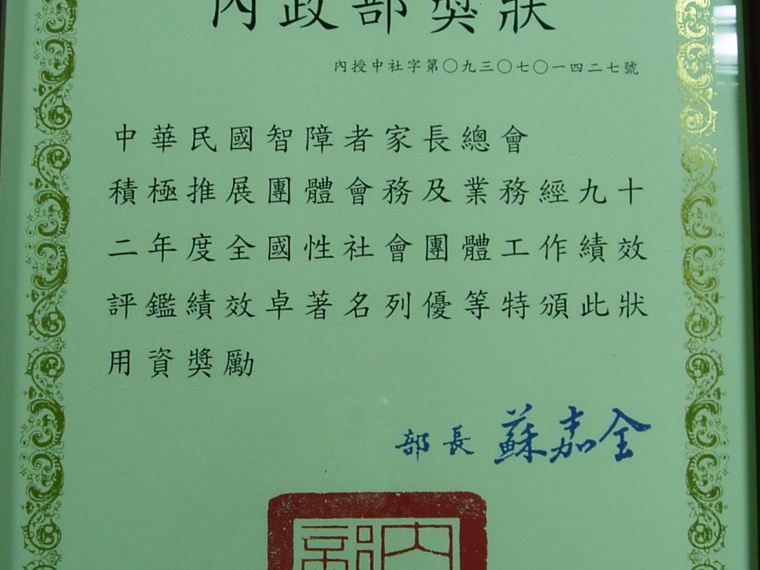 內政部獎狀
內授中社字第〇九三〇七〇一四二七號
中華民國智障者家長總會
積極推展團體會務及業務經九十
二年度全國性社會團體工作績效
評鑑績效卓著名列優等特頒此狀
用資獎勵
部長 蘇嘉全